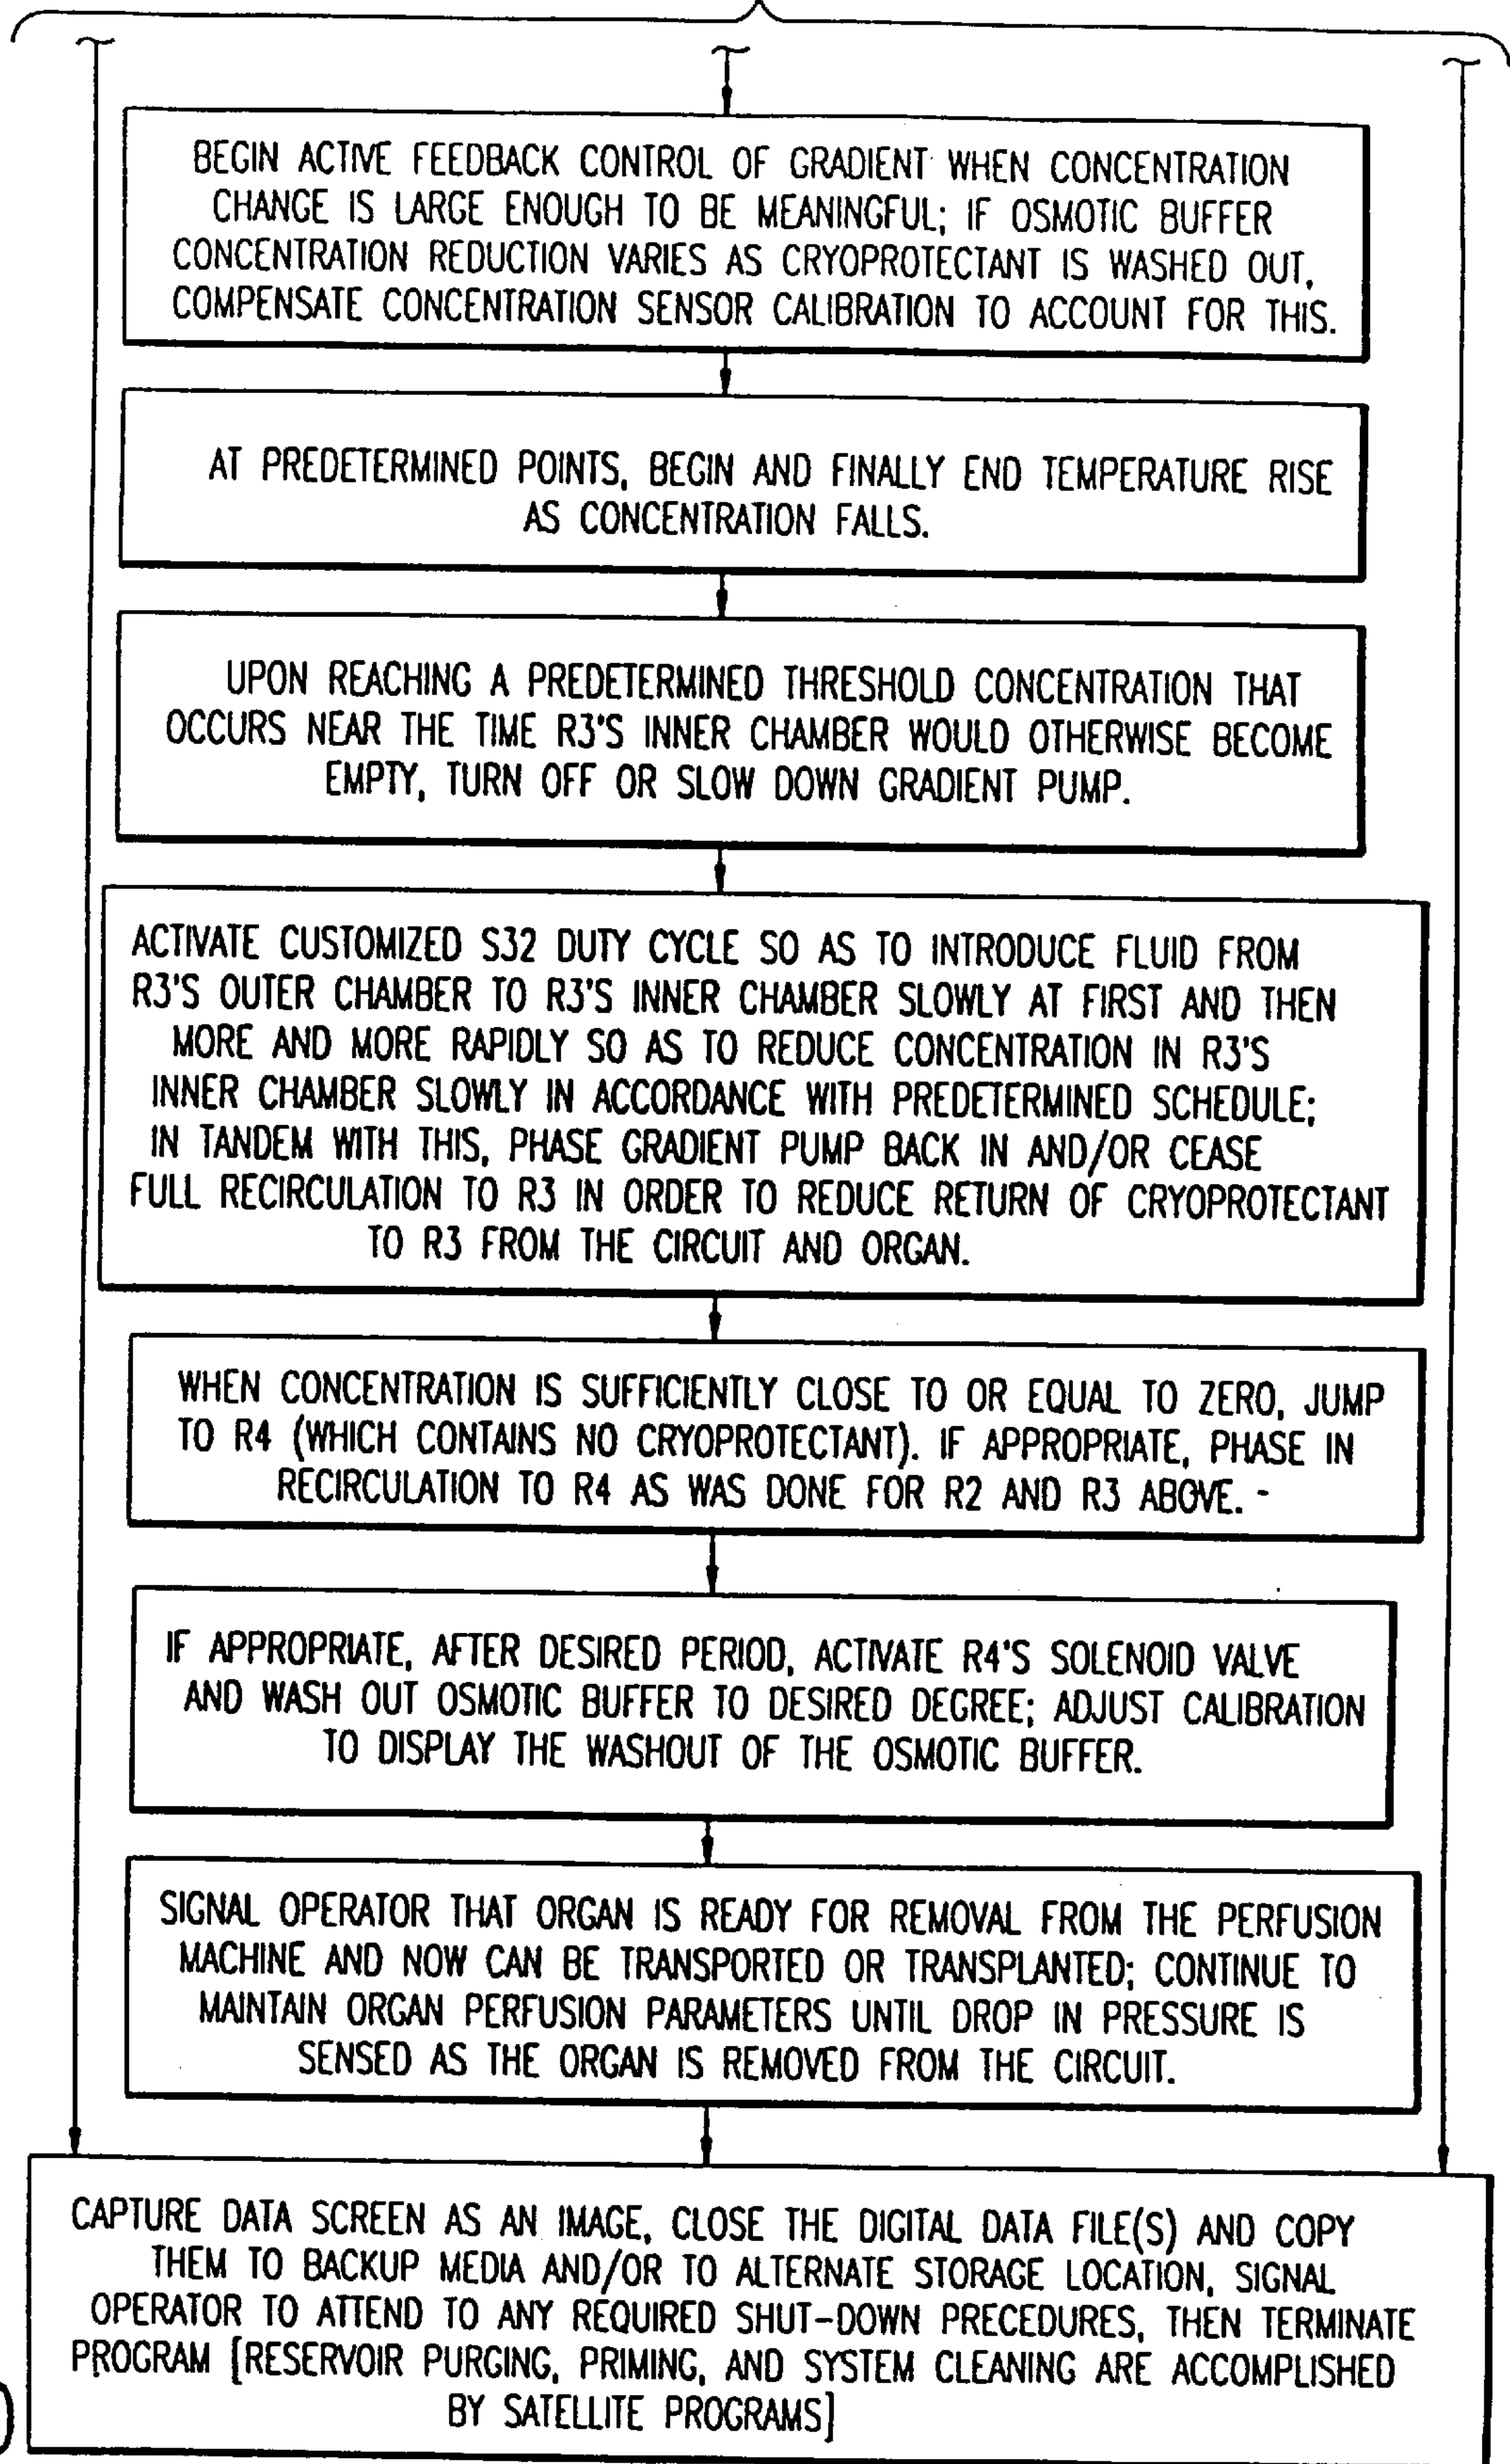 BEGIN ACTIVE FEEDBACK CONTROL OF GRADIENT WHEN CONCENTRATION
CHANGE IS LARGE ENOUGH TO BE MEANINGFUL; IF OSMOTIC BUFFER
CONCENTRATION REDUCTION VARIES AS CRYOPROTECTANT IS WASHED OUT,
COMPENSATE CONCENTRATION SENSOR CALIBRATION TO ACCOUNT FOR THIS.
AT PREDETERMINED POINTS, BEGIN AND FINALLY END TEMPERATURE RISE
AS CONCENTRATION FALLS.
UPON REACHING A PREDETERMINED THRESHOLD CONCENTRATION THAT
OCCURS NEAR THE TIME R3'S INNER CHAMBER WOULD OTHERWISE BECOME
EMPTY, TURN OFF OR SLOW DOWN GRADIENT PUMP.
ACTIVATE CUSTOMIZED S32 DUTY CYCLE SO AS TO INTRODUCE FLUID FROM
R3'S OUTER CHAMBER TO R3'S INNER CHAMBER SLOWLY AT FIRST AND THEN
MORE AND MORE RAPIDLY SO AS TO REDUCE CONCENTRATION IN R3'S
INNER CHAMBER SLOWLY IN ACCORDANCE WITH PREDETERMINED SCHEDULE;
IN TANDEM WITH THIS, PHASE GRADIENT PUMP BACK IN AND/OR CEASE
FULL RECIRCULATION TO R3 IN ORDER TO REDUCE RETURN OF CRYOPROTECTANT
TO R3 FROM THE CIRCUIT AND ORGAN.
WHEN CONCENTRATION IS SUFFICIENTLY CLOSE TO OR EQUAL TO ZERO, JUMP
TO R4 (WHICH CONTAINS NO CRYOPROTECTANT). IF APPROPRIATE, PHASE IN
RECIRCULATION TO R4 AS WAS DONE FOR R2 AND R3 ABOVE. -
IF APPROPRIATE, AFTER DESIRED PERIOD, ACTIVATE R4'S SOLENOID VALVE
AND WASH OUT OSMOTIC BUFFER TO DESIRED DEGREE; ADJUST CALIBRATION
TO DISPLAY THE WASHOUT OF THE OSMOTIC BUFFER.
SIGNAL OPERATOR THAT ORGAN IS READY FOR REMOVAL FROM THE PERFUSION
MACHINE AND NOW CAN BE TRANSPORTED OR TRANSPLANTED; CONTINUE TO
MAINTAIN ORGAN PERFUSION PARAMETERS UNTIL DROP IN PRESSURE IS
SENSED AS THE ORGAN IS REMOVED FROM THE CIRCUIT.
CAPTURE DATA SCREEN AS AN IMAGE, CLOSE THE DIGITAL DATA FILE(S) AND COPY
THEM TO BACKUP MEDIA AND/OR TO ALTERNATE STORAGE LOCATION, SIGNAL
OPERATOR TO ATTEND TO ANY REQUIRED SHUT-DOWN PRECEDURES, THEN TERMINATE
PROGRAM [RESERVOIR PURGING, PRIMING, AND SYSTEM CLEANING ARE ACCOMPLISHED
BY SATELLITE PROGRAMS]